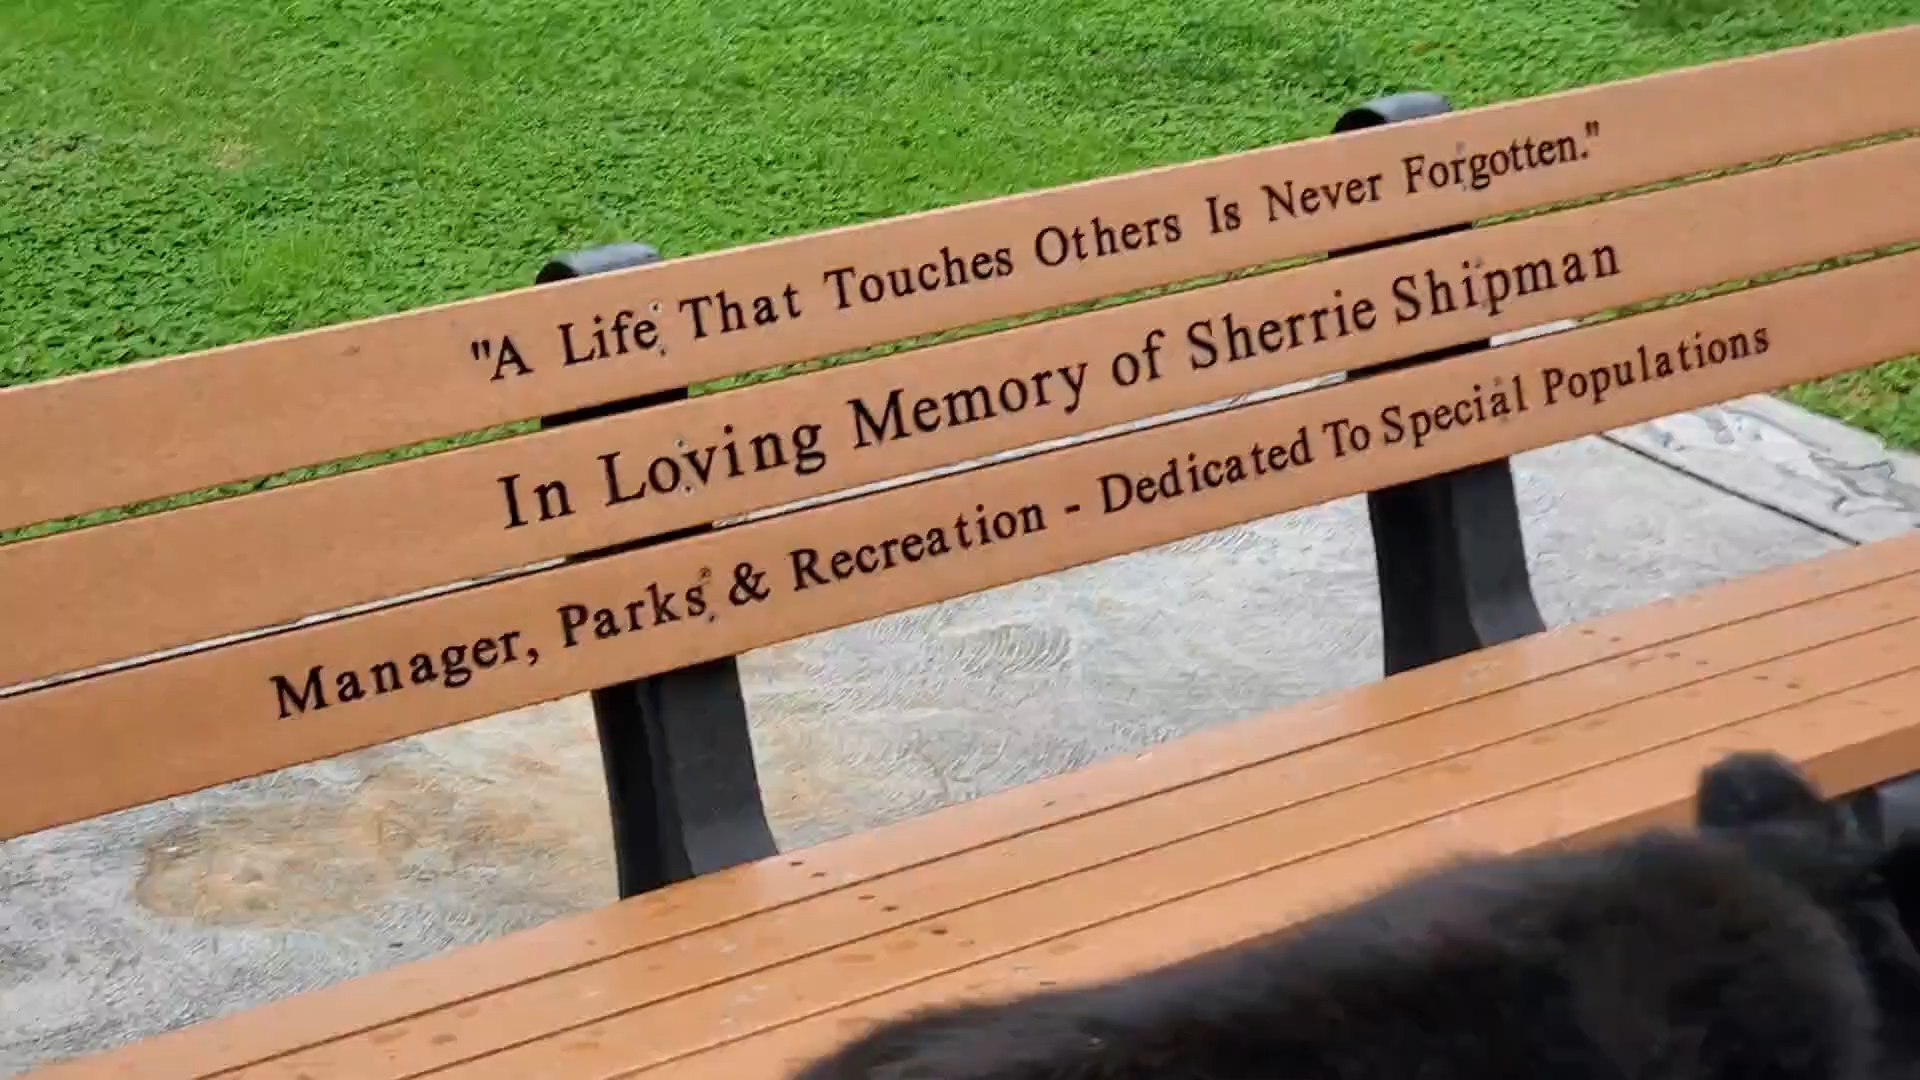 "A Life That Touches Others Is Never Forgotten."
In Loving Memory of Sherrie Shipman
Manager, Parks & Recreation - Dedicated To Special Populations